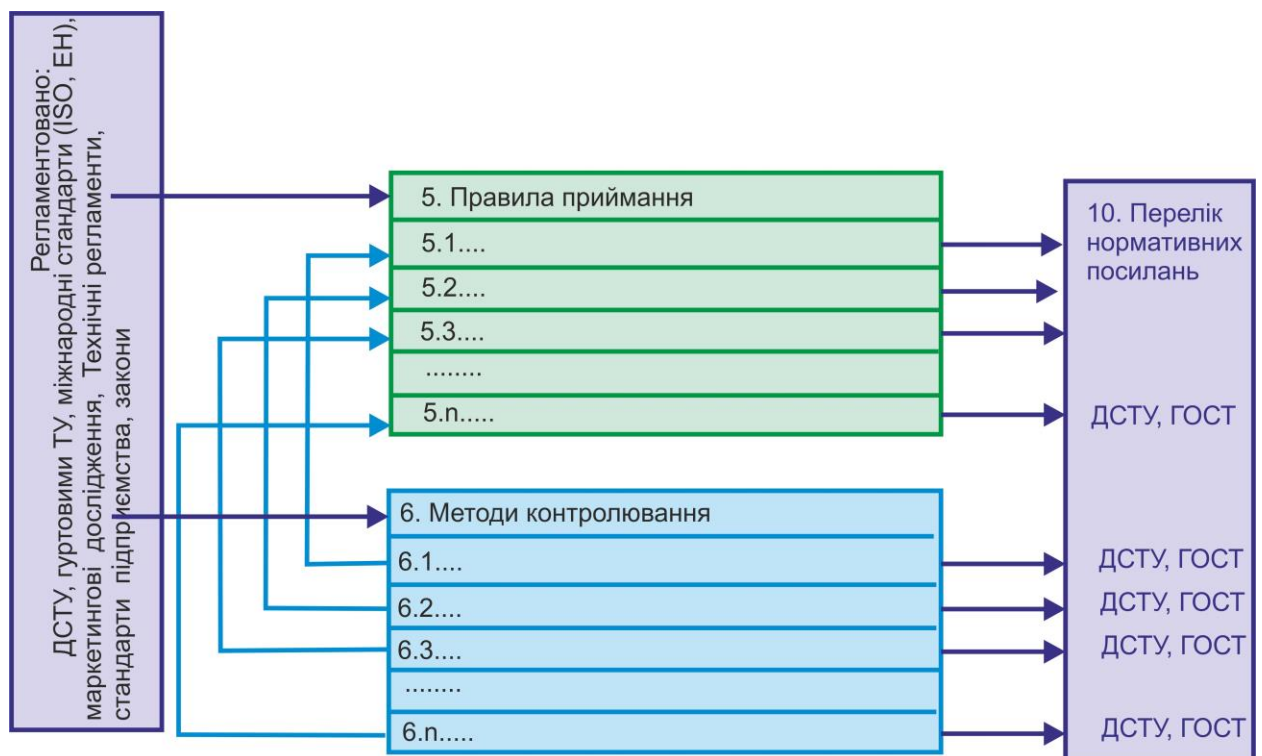 Регламентовано:
ДСТУ, гуртовими ТУ, міжнародні стандарти (ISO, ЕН),
маркетингові дослідження, Технічні регламенти,
стандарти підприємства, закони
5. Правила приймання
5.1....
5.2....
5.3....
........
5.n.....
6. Методи контролювання
6.1....
6.2....
6.3....
........
6.n.....
10. Перелік
нормативних
посилань
ДСТУ, ГОСТ
ДСТУ, ГОСТ
ДСТУ, ГОСТ
ДСТУ, ГОСТ
ДСТУ, ГОСТ